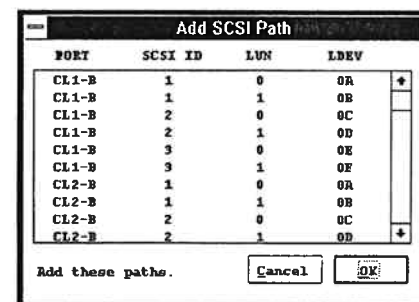 Add SCSI Path
PORT SCSI ID LUN LDEV
CL1-B 1 0 0A
CL1-B 1 1 0B
CL1-B 2 0 0C
CL1-B 2 1 0D
CL1-B 3 0 0E
CL1-B 3 1 0F
CL2-B 1 0 0A
CL2-B 1 1 0B
CL2-B 2 0 0C
CL2-B 2 1 0D
Add these paths. Cancel OK